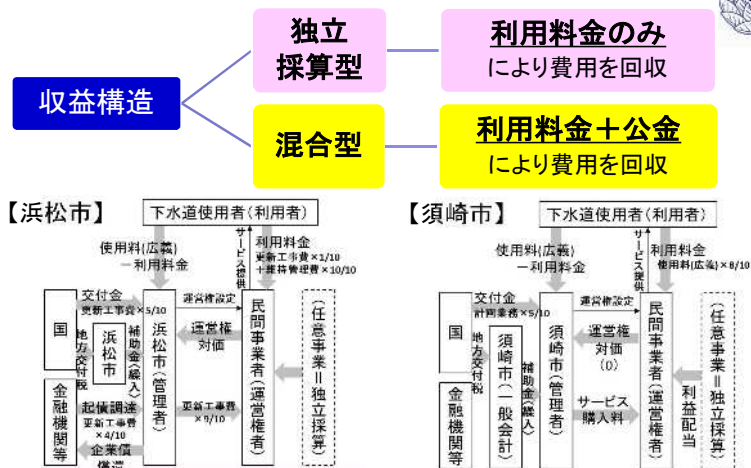 収益構造
独立
採算型
利用料金のみ
により費用を回収
混合型
利用料金＋公金
により費用を回収
【浜松市】
下水道使用者(利用者)
使用料(広義)
－利用料金
サービス提供
利用料金
更新工事費×1/10
＋維持管理費×10/10
国
交付金
更新工事費×5/10
地方交付税
浜松市
補助金(繰入)
浜松市(管理者)
運営権設定
運営権
対価
民間事業者(運営権者)
(任意事業＝独立採算)
金融機関等
起債調達
更新工事費
×4/10
企業債
償還
更新工事費
×9/10
【須崎市】
下水道使用者(利用者)
使用料(広義)
－利用料金
サービス提供
利用料金
使用料(広義)×8/10
国
交付金
計画業務×5/10
地方交付税
須崎市(一般会計)
補助金(繰入)
須崎市(管理者)
運営権設定
運営権
対価
(0)
サービス
購入料
民間事業者(運営権者)
利益配当
(任意事業＝独立採算)
金融機関等